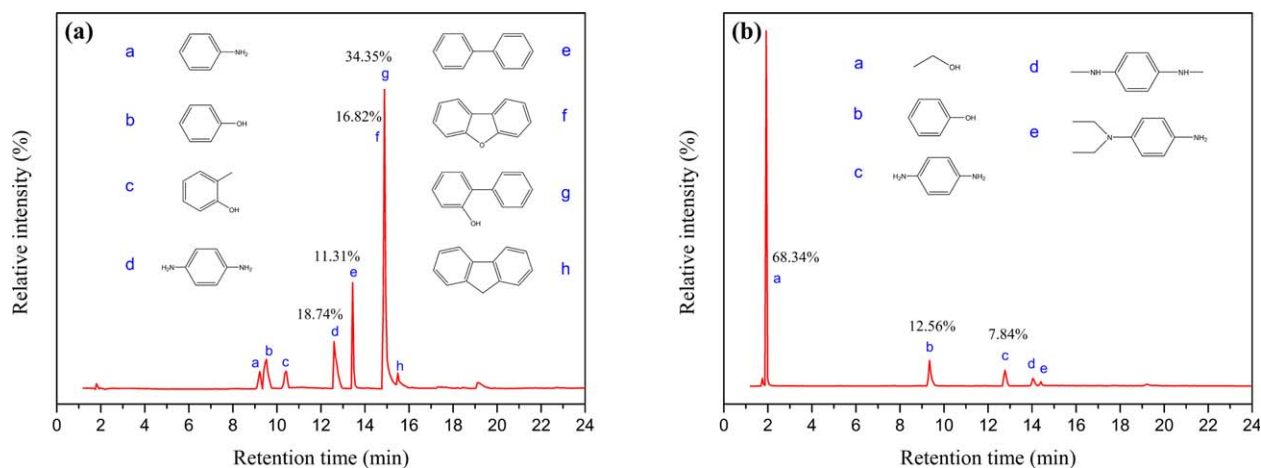 (a)
a
NH₂
b
OH
c
OH
d
H₂N
NH₂
34.35%
g
16.82%
f
11.31%
e
18.74%
d
a
b
c
h
e
f
O
g
OH
h
Relative intensity (%)
0 2 4 6 8 10 12 14 16 18 20 22 24
Retention time (min)
(b)
a
OH
b
OH
c
H₂N
NH₂
d
NH
NH
e
N
NH₂
68.34%
a
12.56%
b
7.84%
c
d
e
Relative intensity (%)
0 2 4 6 8 10 12 14 16 18 20 22 24
Retention time (min)